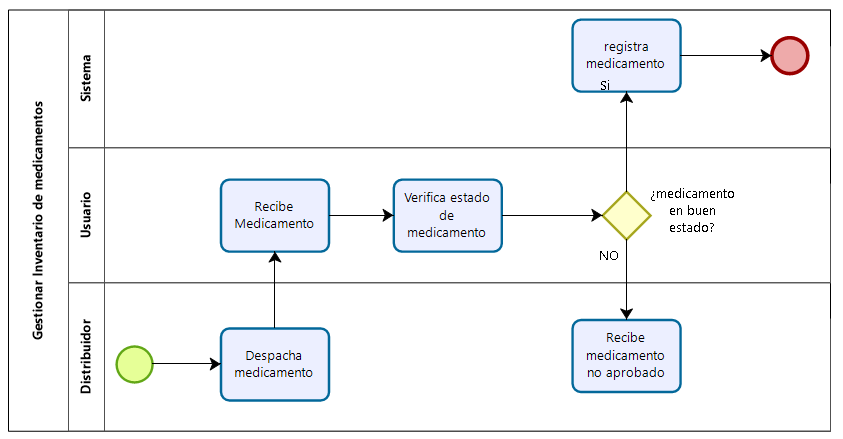 Gestionar Inventario de medicamentos
Sistema
registra
medicamento
Si
Usuario
Recibe
Medicamento
Verifica estado
de
medicamento
¿medicamento
en buen
estado?
NO
Distribuidor
Despacha
medicamento
Recibe
medicamento
no aprobado